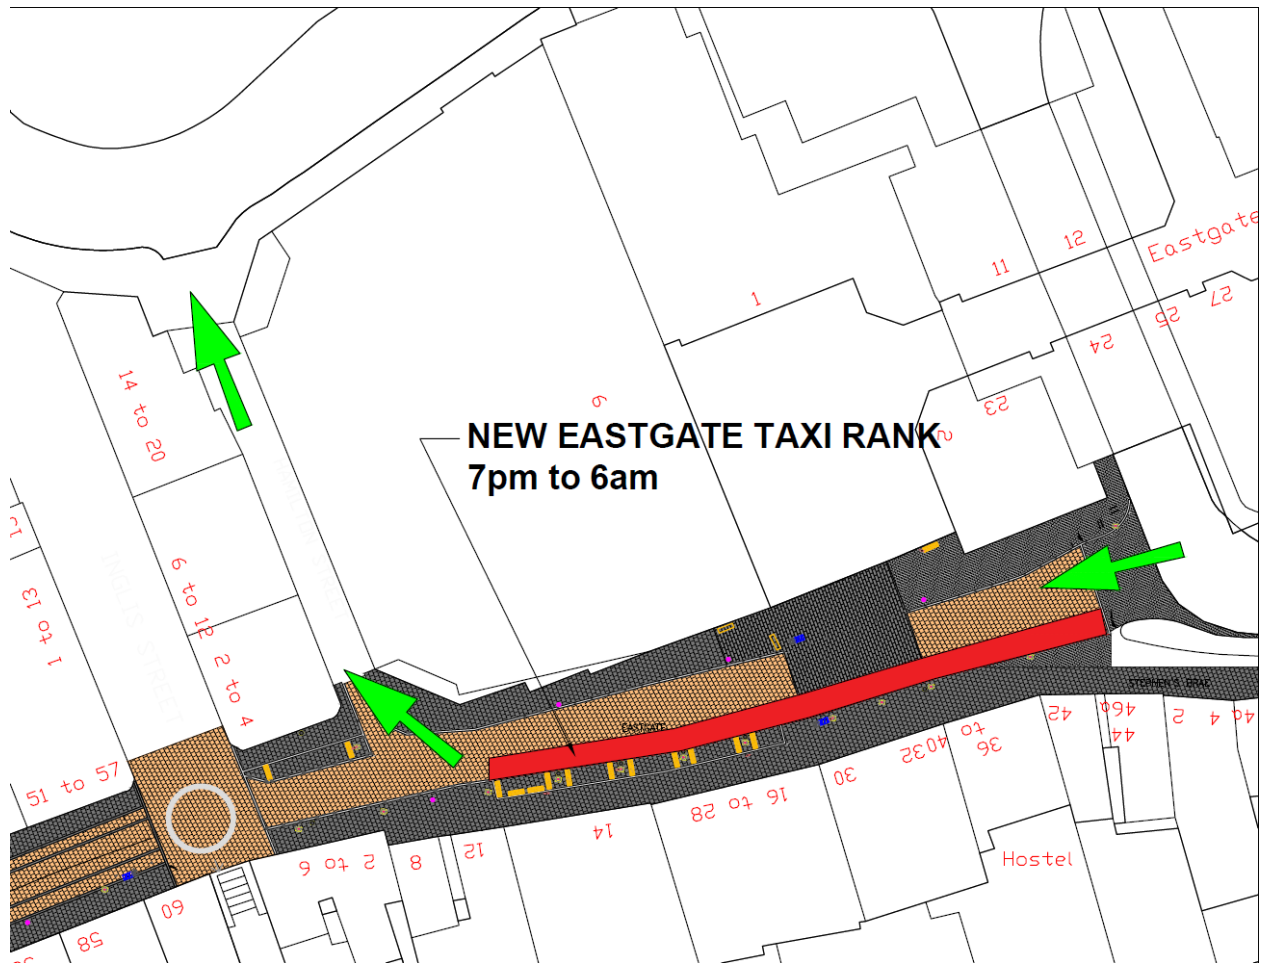 12
11
Eastgate
1
27
25
24
14 to 20
6
23
2
NEW EASTGATE TAXI RANK
7pm to 6am
HAMILTON STREET
INGLIS STREET
1 to 13
6 to 12
2 to 4
STEPHEN'S BRAE
EASTGATE
51 to 57
42
46a
44
2
4
4a
36
40 to
32
30
16 to 28
14
12
8
2 to 6
Hostel
60
58